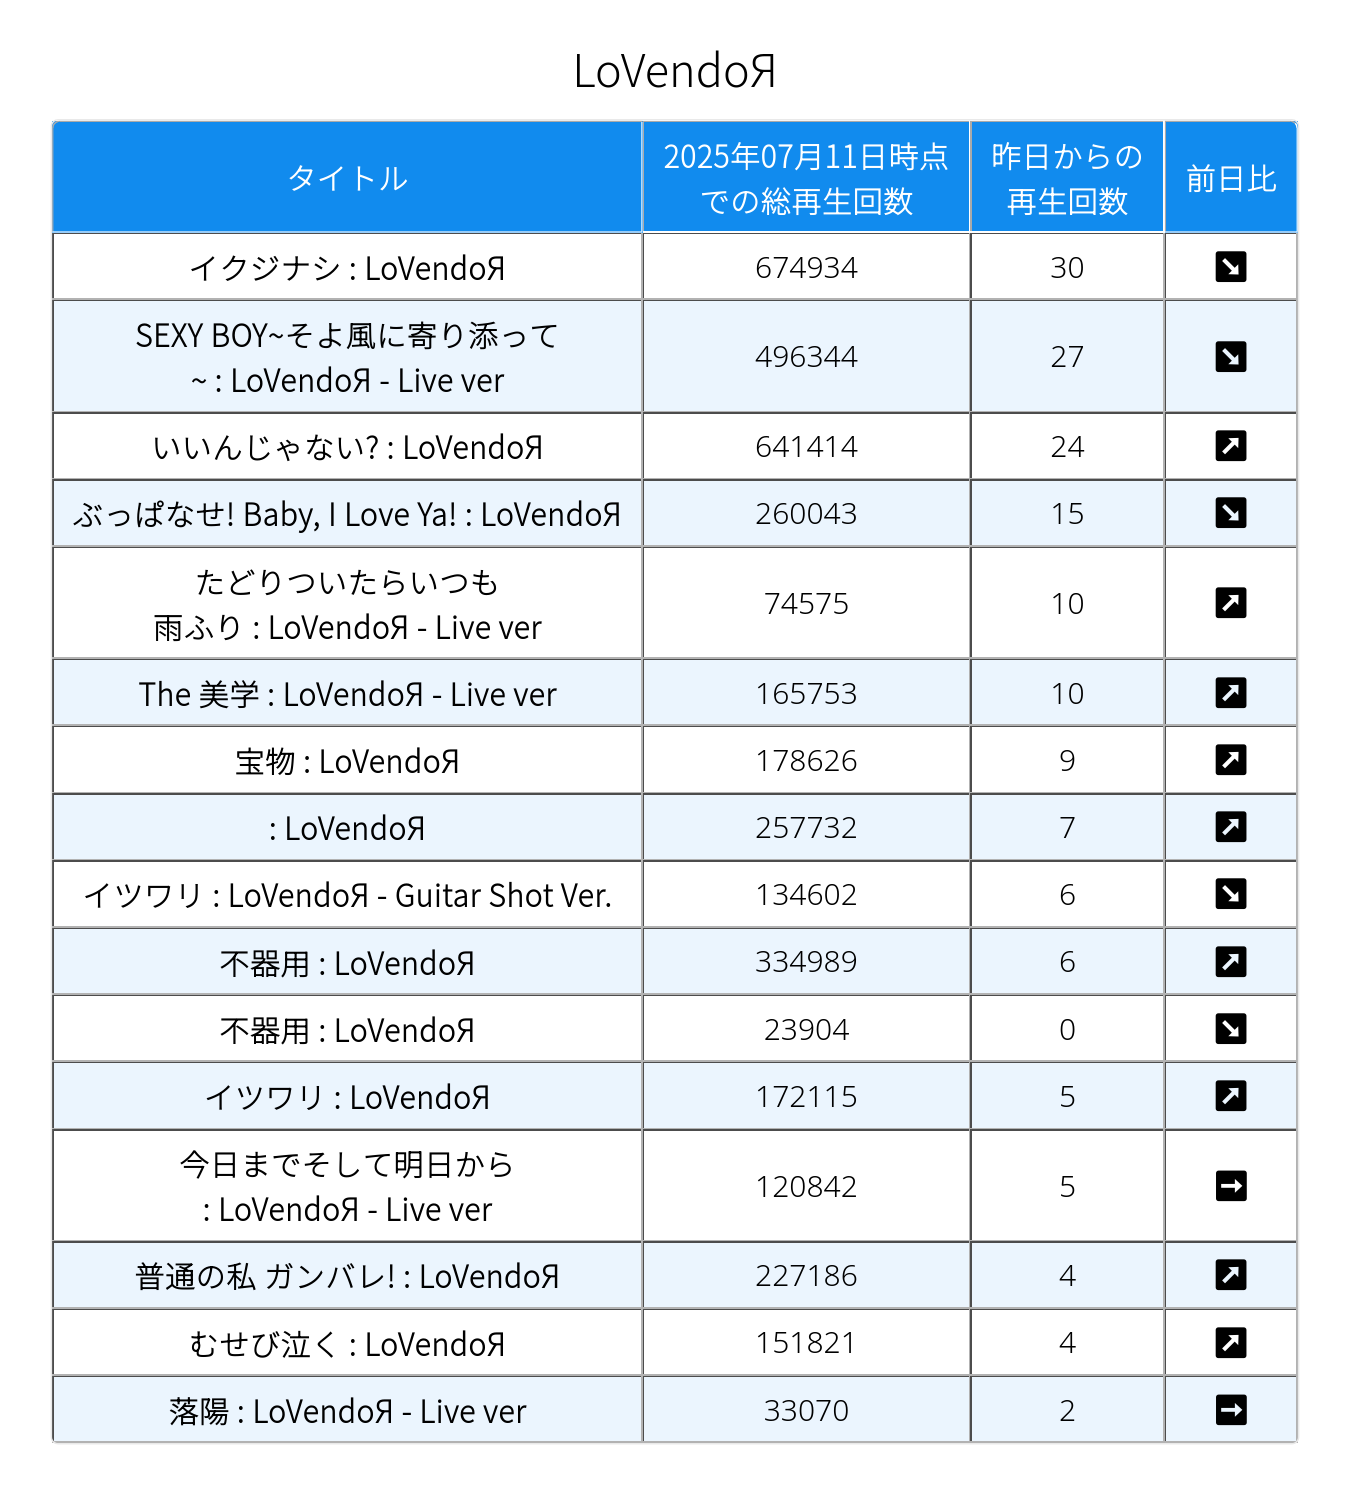 LoVendoЯ
タイトル
2025年07月11日時点
での総再生回数
昨日からの
再生回数
前日比
イクジナシ : LoVendoЯ
674934
30
SEXY BOY~そよ風に寄り添って
~ : LoVendoЯ - Live ver
496344
27
いいんじゃない? : LoVendoЯ
641414
24
ぶっぱなせ! Baby, I Love Ya! : LoVendoЯ
260043
15
たどりついたらいつも
雨ふり : LoVendoЯ - Live ver
74575
10
The 美学 : LoVendoЯ - Live ver
165753
10
宝物 : LoVendoЯ
178626
9
: LoVendoЯ
257732
7
イツワリ : LoVendoЯ - Guitar Shot Ver.
134602
6
不器用 : LoVendoЯ
334989
6
不器用 : LoVendoЯ
23904
0
イツワリ : LoVendoЯ
172115
5
今日までそして明日から
: LoVendoЯ - Live ver
120842
5
普通の私 ガンバレ! : LoVendoЯ
227186
4
むせび泣く : LoVendoЯ
151821
4
落陽 : LoVendoЯ - Live ver
33070
2